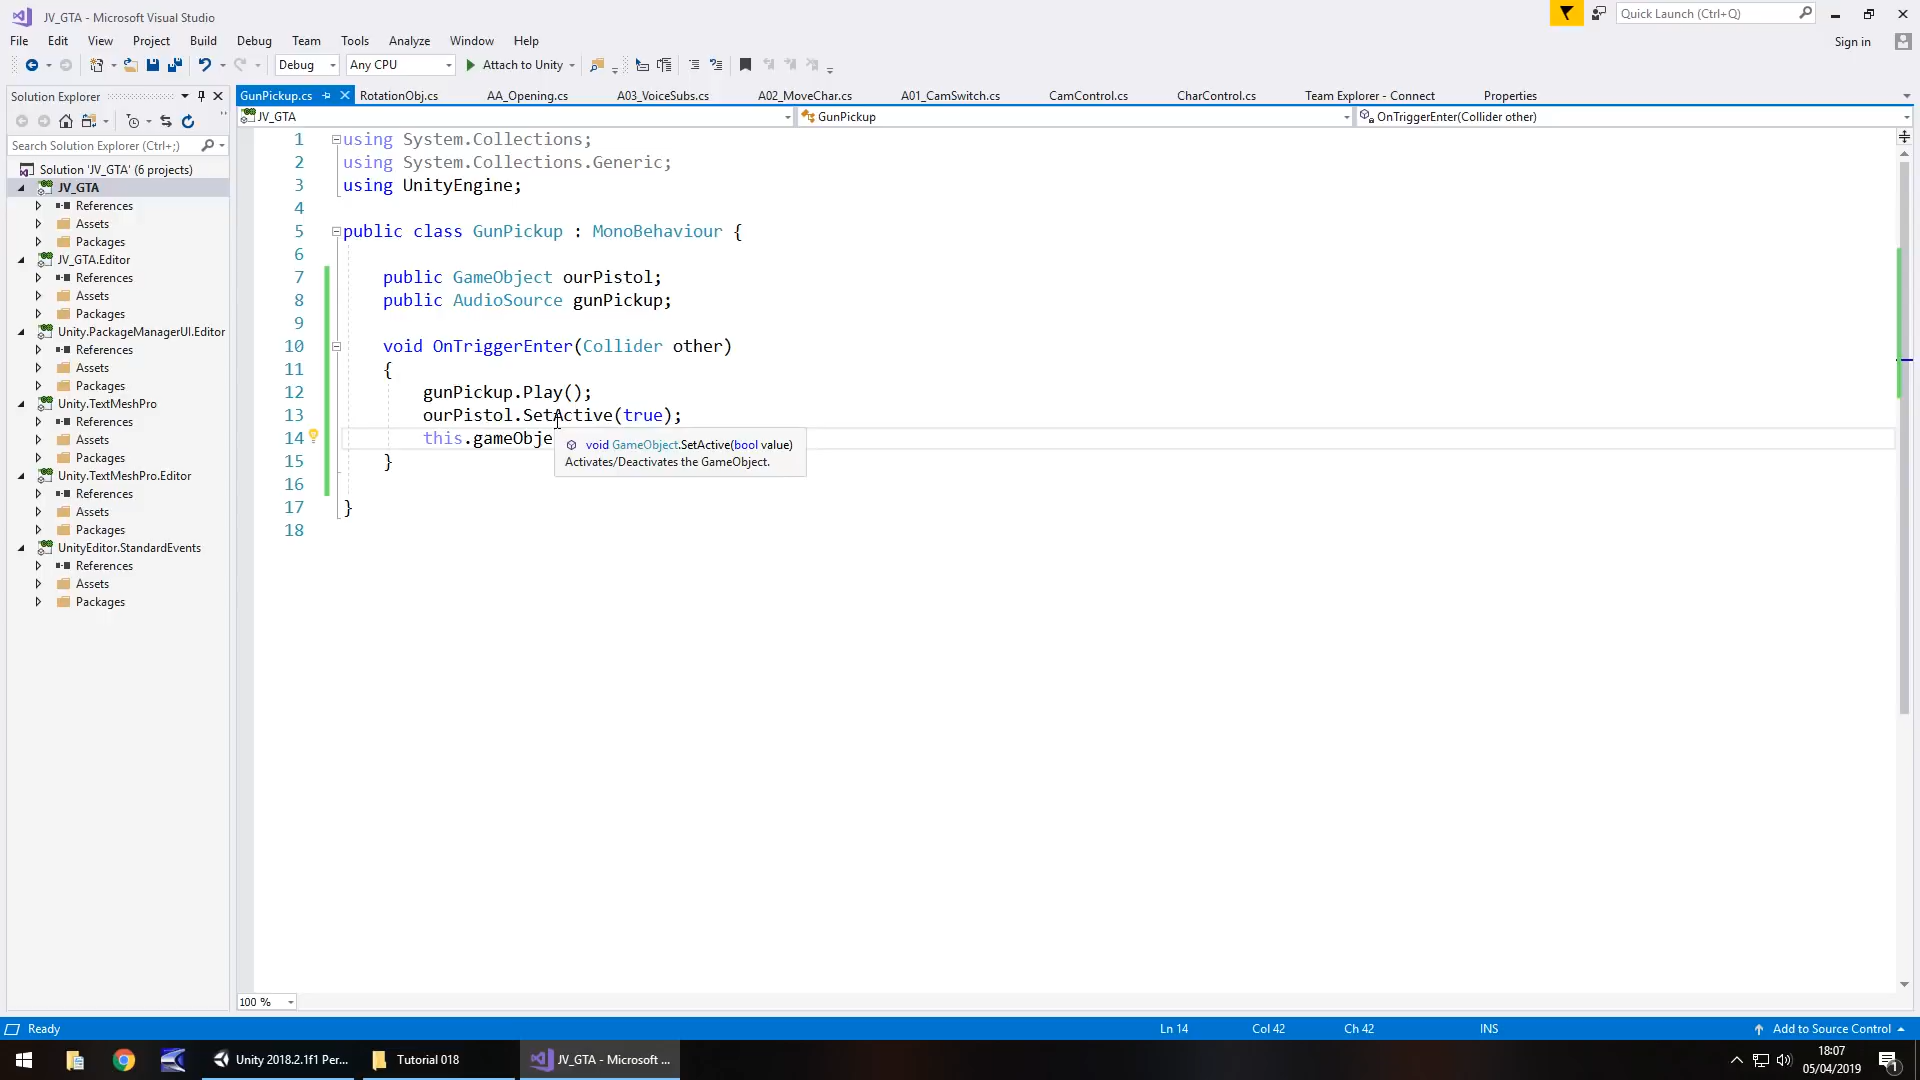 JV_GTA - Microsoft Visual Studio
Quick Launch (Ctrl+Q)
File Edit View Project Build Debug Team Tools Analyze Window Help
Sign in
Debug Any CPU Attach to Unity
Solution Explorer
GunPickup.cs RotationObj.cs AA_Opening.cs A03_VoiceSubs.cs A02_MoveChar.cs A01_CamSwitch.cs CamControl.cs CharControl.cs Team Explorer - Connect Properties
JV_GTA GunPickup OnTriggerEnter(Collider other)
Search Solution Explorer (Ctrl+;)
Solution 'JV_GTA' (6 projects)
JV_GTA
References
Assets
Packages
JV_GTA.Editor
References
Assets
Packages
Unity.PackageManagerUI.Editor
References
Assets
Packages
Unity.TextMeshPro
References
Assets
Packages
Unity.TextMeshPro.Editor
References
Assets
Packages
UnityEditor.StandardEvents
References
Assets
Packages
1 using System.Collections;
2 using System.Collections.Generic;
3 using UnityEngine;
4
5 public class GunPickup : MonoBehaviour {
6
7 public GameObject ourPistol;
8 public AudioSource gunPickup;
9
10 void OnTriggerEnter(Collider other)
11 {
12 gunPickup.Play();
13 ourPistol.SetActive(true);
14 this.gameObje
void GameObject.SetActive(bool value)
Activates/Deactivates the GameObject.
15 }
16
17 }
18
100 %
Ready Ln 14 Col 42 Ch 42 INS Add to Source Control
Unity 2018.2.1f1 Per... Tutorial 018 JV_GTA - Microsoft ...
18:07
05/04/2019
1